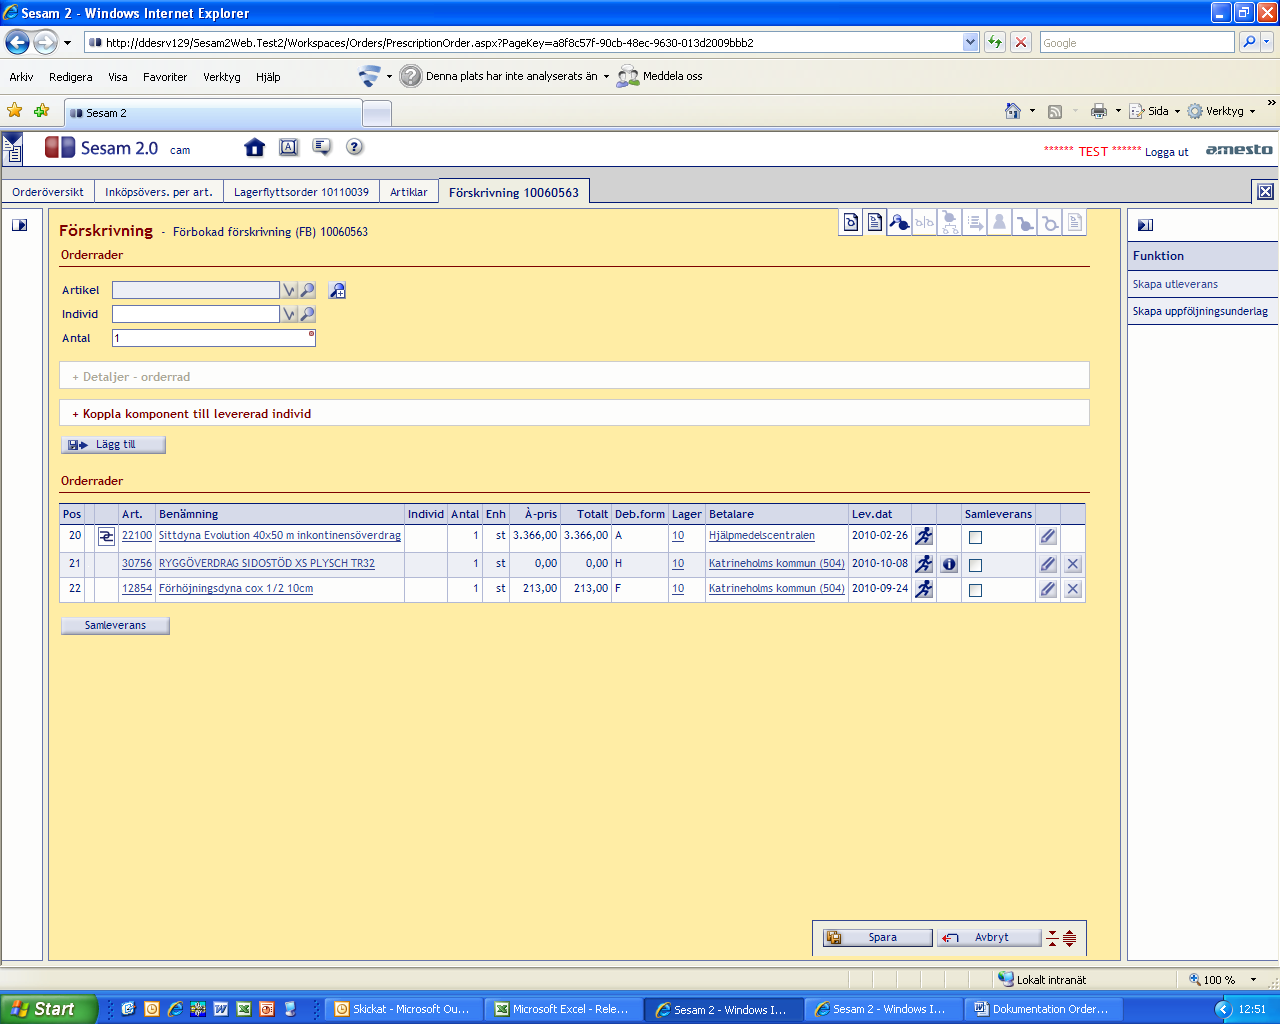 Sesam 2 - Windows Internet Explorer
http://ddesrv129/Sesam2Web.Test2/Workspaces/Orders/PrescriptionOrder.aspx?PageKey=a8f8c57f-90cb-48ec-9630-013d2009bbb2
Google
Arkiv Redigera Visa Favoriter Verktyg Hjälp Denna plats har inte analyserats än Meddela oss
Sesam 2 Sida Verktyg »
Sesam 2.0 cam A ? ****** TEST ****** Logga ut amesto
Orderöversikt Inköpsövers. per art. Lagerflyttsorder 10110039 Artiklar Förskrivning 10060563
Förskrivning - Förbokad förskrivning (FB) 10060563
Orderrader
Artikel
Individ
Antal 1
+ Detaljer - orderrad
+ Koppla komponent till levererad individ
Lägg till
Orderrader
Pos Art. Benämning Individ Antal Enh À-pris Totalt Deb.form Lager Betalare Lev.dat Samleverans
20 22100 Sittdyna Evolution 40x50 m inkontinensöverdrag 1 st 3.366,00 3.366,00 A 10 Hjälpmedelscentralen 2010-02-26
21 30756 RYGGÖVERDRAG SIDOSTÖD XS PLYSCH TR32 1 st 0,00 0,00 H 10 Katrineholms kommun (504) 2010-10-08
22 12854 Förhöjningsdyna cox 1/2 10cm 1 st 213,00 213,00 F 10 Katrineholms kommun (504) 2010-09-24
Samleverans
Spara Avbryt
Funktion
Skapa utleverans
Skapa uppföljningsunderlag
Lokalt intranät 100 %
Start Skickat - Microsoft Ou... Microsoft Excel - Rele... Sesam 2 - Windows I... Sesam 2 - Windows I... Dokumentation Order... 12:51